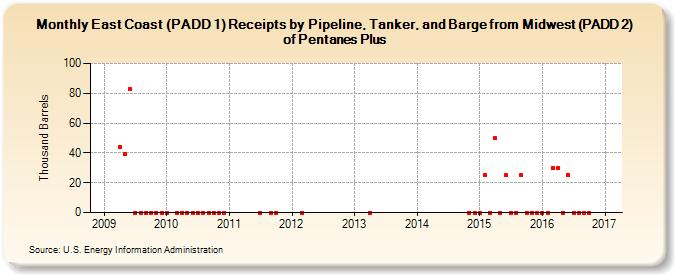 Monthly East Coast (PADD 1) Receipts by Pipeline, Tanker, and Barge from Midwest (PADD 2)
of Pentanes Plus
Thousand Barrels
100
80
60
40
20
0
2009 2010 2011 2012 2013 2014 2015 2016 2017
Source: U.S. Energy Information Administration